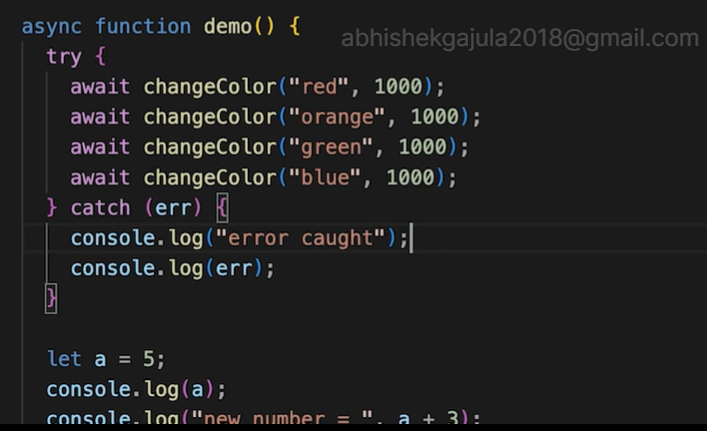 async function demo() {
abhishekgajula2018@gmail.com
try {
await changeColor("red", 1000);
await changeColor("orange", 1000);
await changeColor("green", 1000);
await changeColor("blue", 1000);
} catch (err) {
console.log("error caught");
console.log(err);
}
let a = 5;
console.log(a);
console.log("new number = ", a + 3);